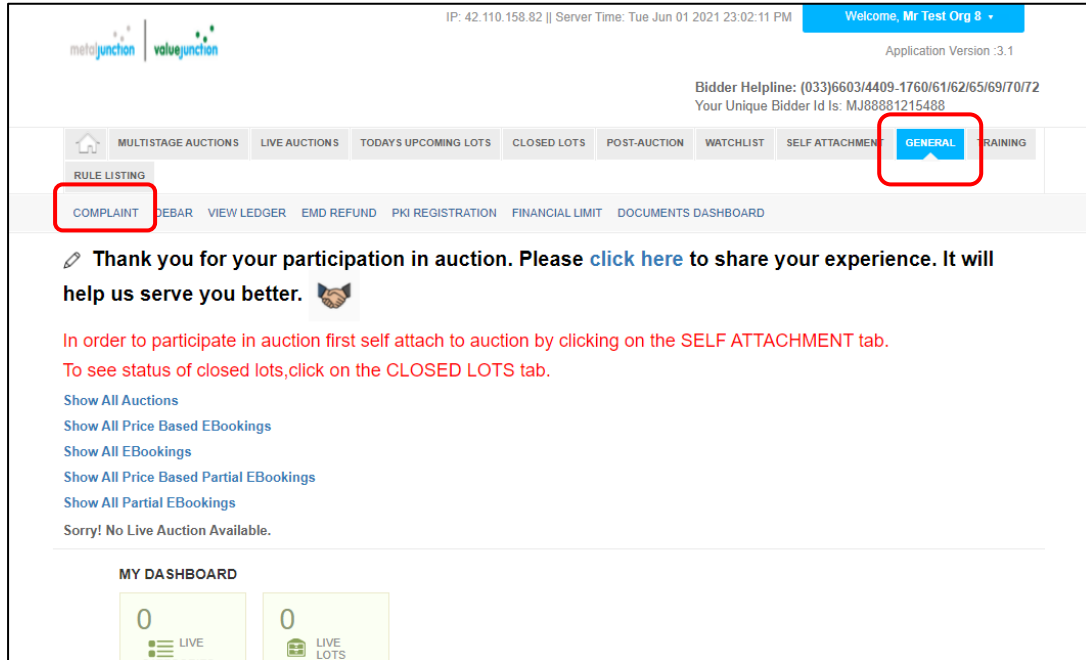 IP: 42.110.158.82 || Server Time: Tue Jun 01 2021 23:02:11 PM
Welcome, Mr Test Org 8
metaljunction valuejunction
Application Version :3.1
Bidder Helpline: (033)6603/4409-1760/61/62/65/69/70/72
Your Unique Bidder Id Is: MJ88881215488
MULTISTAGE AUCTIONS LIVE AUCTIONS TODAYS UPCOMING LOTS CLOSED LOTS POST-AUCTION WATCHLIST SELF ATTACHMENT GENERAL TRAINING
RULE LISTING
COMPLAINT DEBAR VIEW LEDGER EMD REFUND PKI REGISTRATION FINANCIAL LIMIT DOCUMENTS DASHBOARD
Thank you for your participation in auction. Please click here to share your experience. It will
help us serve you better.
In order to participate in auction first self attach to auction by clicking on the SELF ATTACHMENT tab.
To see status of closed lots,click on the CLOSED LOTS tab.
Show All Auctions
Show All Price Based EBookings
Show All EBookings
Show All Price Based Partial EBookings
Show All Partial EBookings
Sorry! No Live Auction Available.
MY DASHBOARD
0 0
LIVE LIVE
LOTS